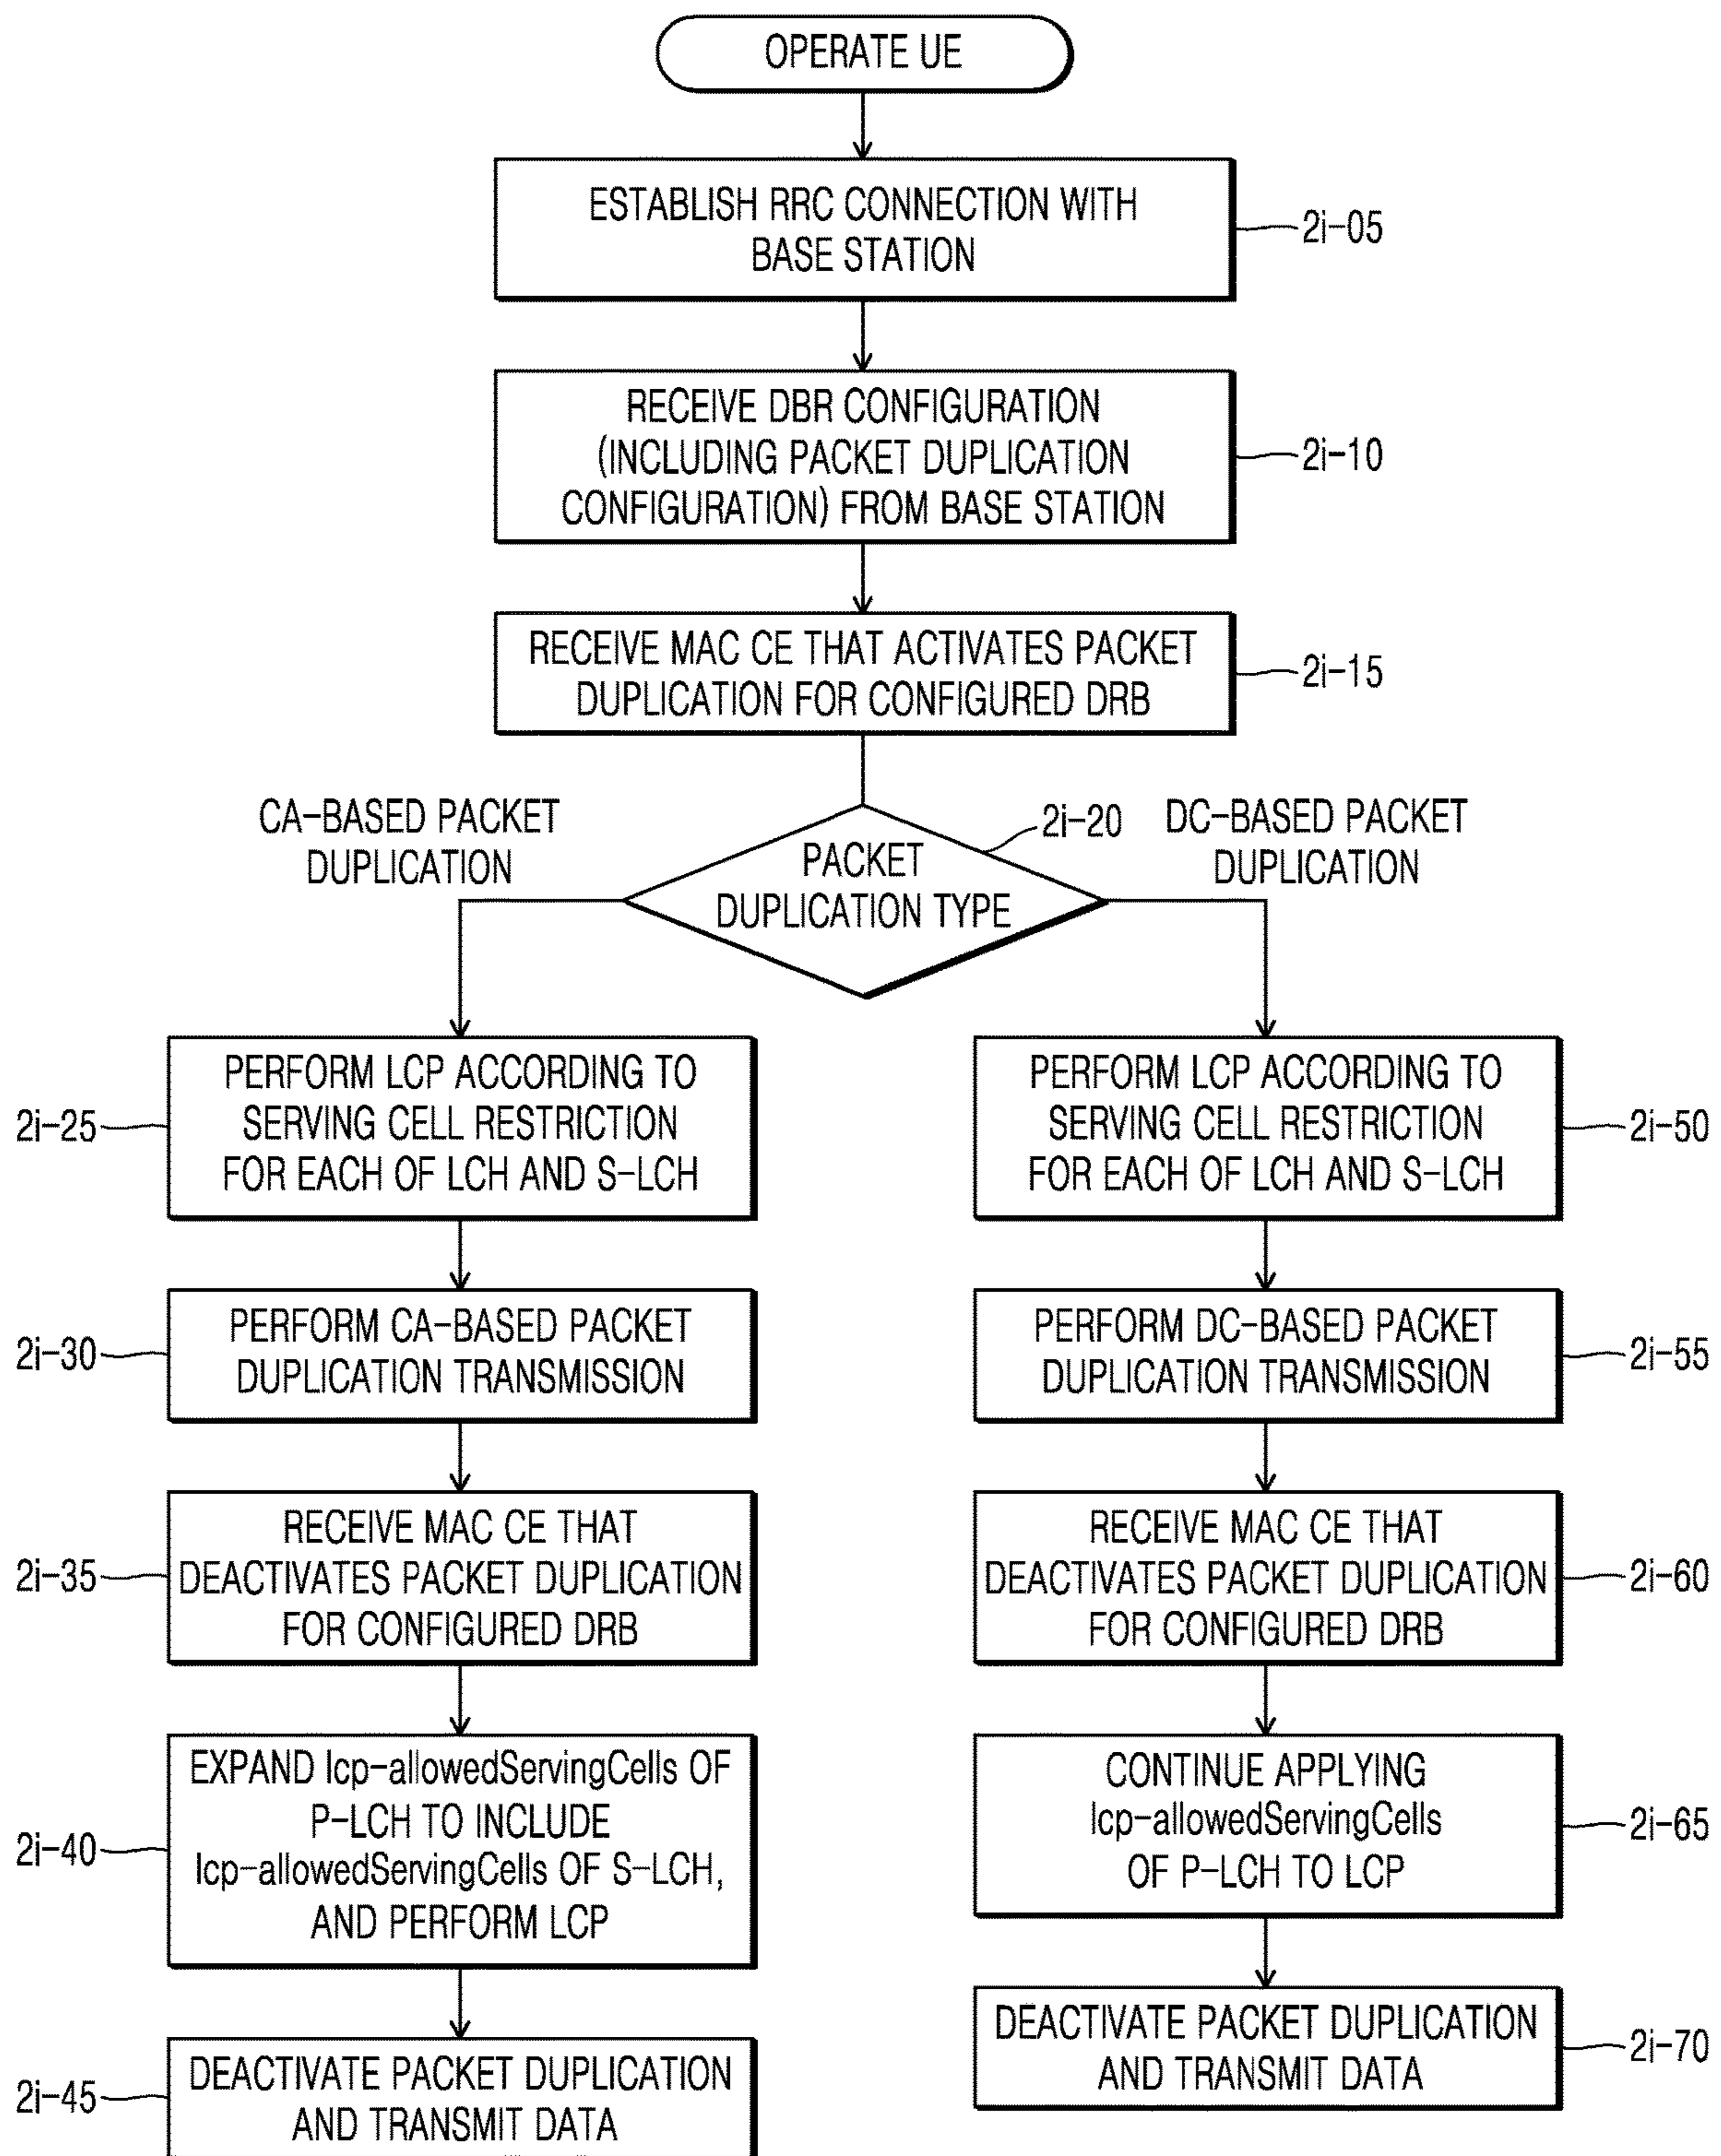 OPERATE UE
ESTABLISH RRC CONNECTION WITH
BASE STATION
2i-05
RECEIVE DBR CONFIGURATION
(INCLUDING PACKET DUPLICATION
CONFIGURATION) FROM BASE STATION
2i-10
RECEIVE MAC CE THAT ACTIVATES PACKET
DUPLICATION FOR CONFIGURED DRB
2i-15
CA-BASED PACKET
DUPLICATION
2i-20
PACKET
DUPLICATION TYPE
DC-BASED PACKET
DUPLICATION
PERFORM LCP ACCORDING TO
SERVING CELL RESTRICTION
FOR EACH OF LCH AND S-LCH
2i-25
PERFORM CA-BASED PACKET
DUPLICATION TRANSMISSION
2i-30
RECEIVE MAC CE THAT
DEACTIVATES PACKET DUPLICATION
FOR CONFIGURED DRB
2i-35
EXPAND lcp-allowedServingCells OF
P-LCH TO INCLUDE
lcp-allowedServingCells OF S-LCH,
AND PERFORM LCP
2i-40
DEACTIVATE PACKET DUPLICATION
AND TRANSMIT DATA
2i-45
PERFORM LCP ACCORDING TO
SERVING CELL RESTRICTION
FOR EACH OF LCH AND S-LCH
2i-50
PERFORM DC-BASED PACKET
DUPLICATION TRANSMISSION
2i-55
RECEIVE MAC CE THAT
DEACTIVATES PACKET DUPLICATION
FOR CONFIGURED DRB
2i-60
CONTINUE APPLYING
lcp-allowedServingCells
OF P-LCH TO LCP
2i-65
DEACTIVATE PACKET DUPLICATION
AND TRANSMIT DATA
2i-70